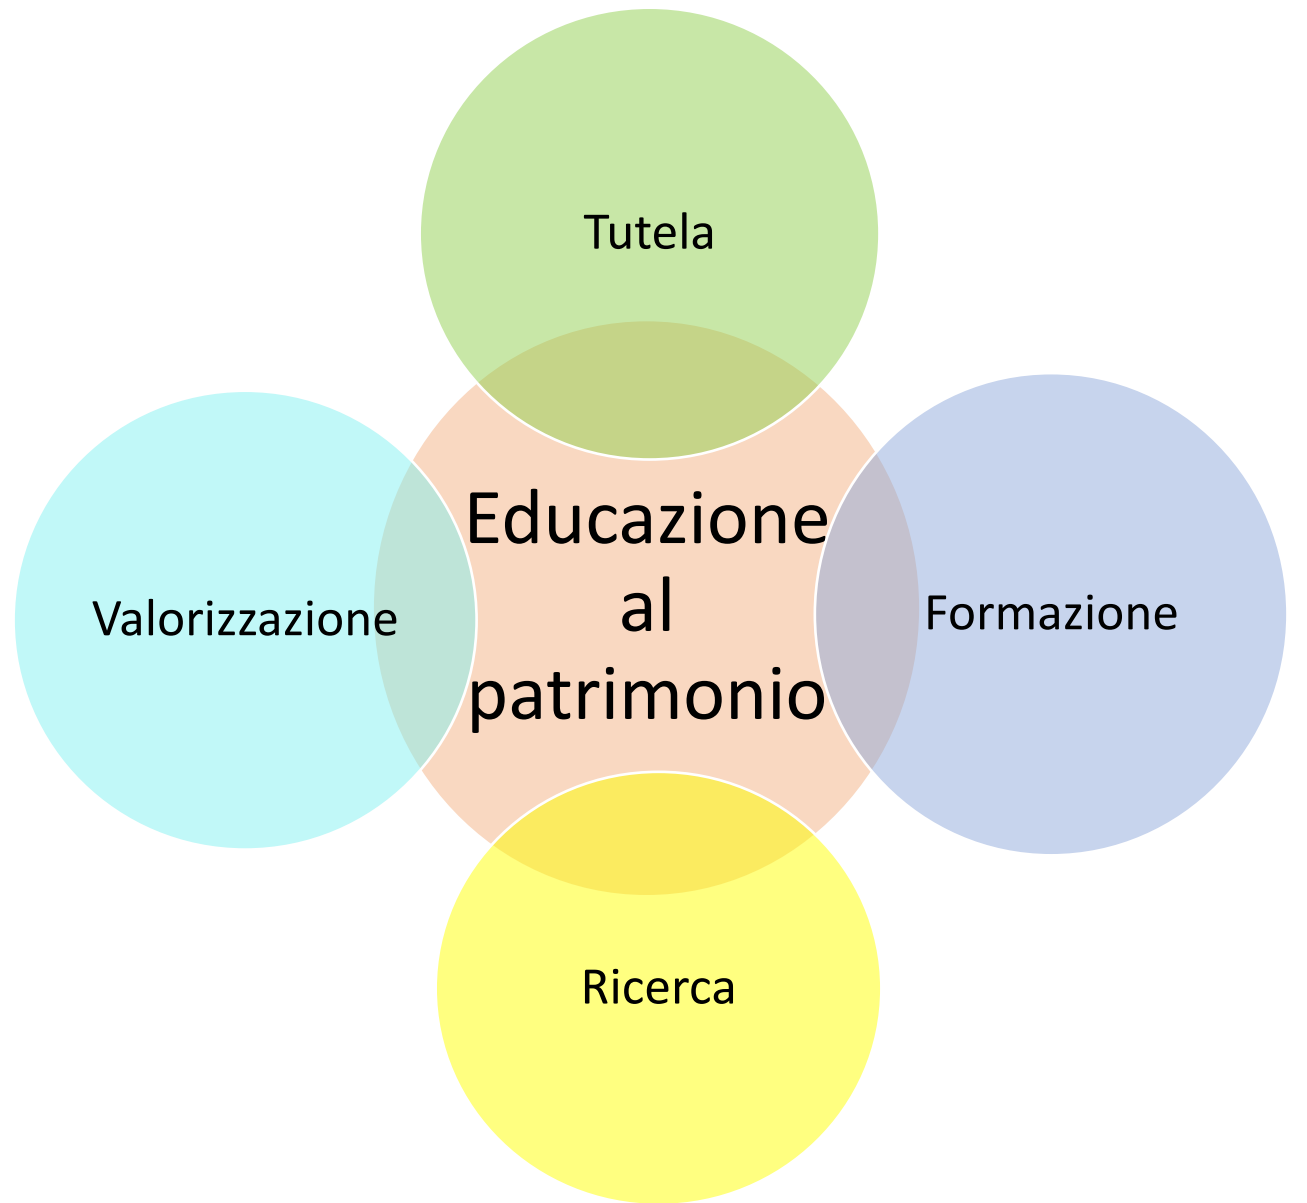 Tutela
Educazione
al
patrimonio
Valorizzazione
Formazione
Ricerca